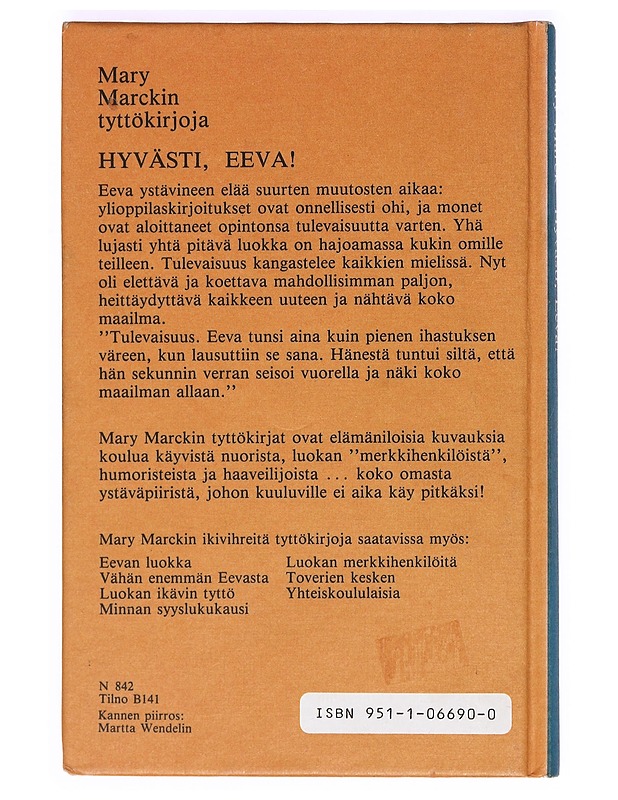 Mary
Marckin
tyttökirjoja
HYVÄSTI, EEVA!
Eeva ystävineen elää suurten muutosten aikaa:
ylioppilaskirjoitukset ovat onnellisesti ohi, ja monet
ovat aloittaneet opintonsa tulevaisuutta varten. Yhä
lujasti yhtä pitävä luokka on hajoamassa kukin omille
teilleen. Tulevaisuus kangastelee kaikkien mielissä. Nyt
oli elettävä ja koettava mahdollisimman paljon,
heittäydyttävä kaikkeen uuteen ja nähtävä koko
maailma.
"Tulevaisuus. Eeva tunsi aina kuin pienen ihastuksen
väreen, kun lausuttiin se sana. Hänestä tuntui siltä, että
hän sekunnin verran seisoi vuorella ja näki koko
maailman allaan."
Mary Marckin tyttökirjat ovat elämäniloisia kuvauksia
koulua käyvistä nuorista, luokan "merkkihenkilöistä",
humoristeista ja haaveilijoista ... koko omasta
ystäväpiiristä, johon kuuluville ei aika käy pitkäksi!
Mary Marckin ikivihreitä tyttökirjoja saatavissa myös:
Eevan luokka
Vähän enemmän Eevasta
Luokan ikävin tyttö
Minnan syyslukukausi
Luokan merkkihenkilöitä
Toverien kesken
Yhteiskoululaisia
N 842
Tilno B141
Kannen piirros:
Martta Wendelin
ISBN 951-1-06690-0